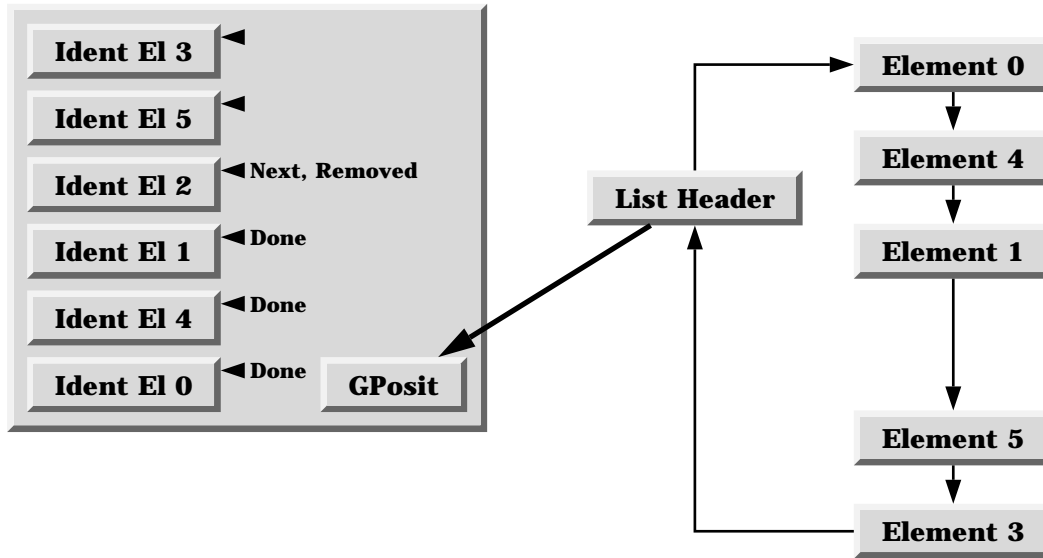 Ident El 3
Ident El 5
Ident El 2
Next, Removed
Ident El 1
Done
Ident El 4
Done
Ident El 0
Done
GPosit
List Header
Element 0
Element 4
Element 1
Element 5
Element 3